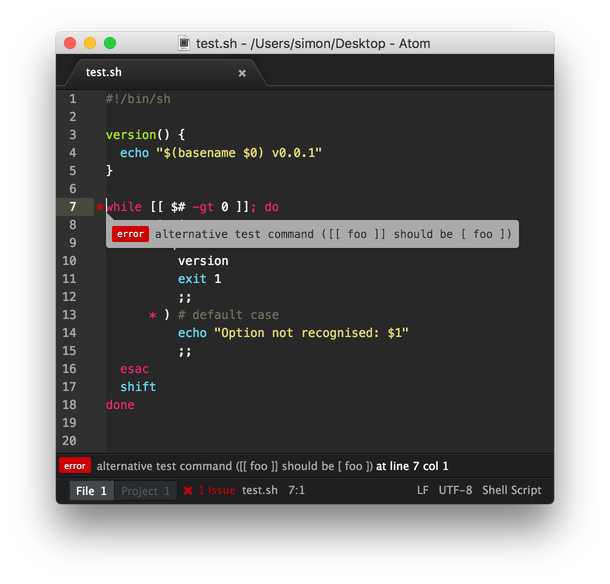 test.sh - /Users/simon/Desktop - Atom
test.sh
1 #!/bin/sh
2
3 version() {
4 echo "$(basename $0) v0.0.1"
5 }
6
7 while [[ $# -gt 0 ]]; do
8
error alternative test command ([[ foo ]] should be [ foo ])
9
10 version
11 exit 1
12 ;;
13 * ) # default case
14 echo "Option not recognised: $1"
15 ;;
16 esac
17 shift
18 done
19
20
error alternative test command ([[ foo ]] should be [ foo ]) at line 7 col 1
File 1 Project 1 1 Issue test.sh 7:1 LF UTF-8 Shell Script